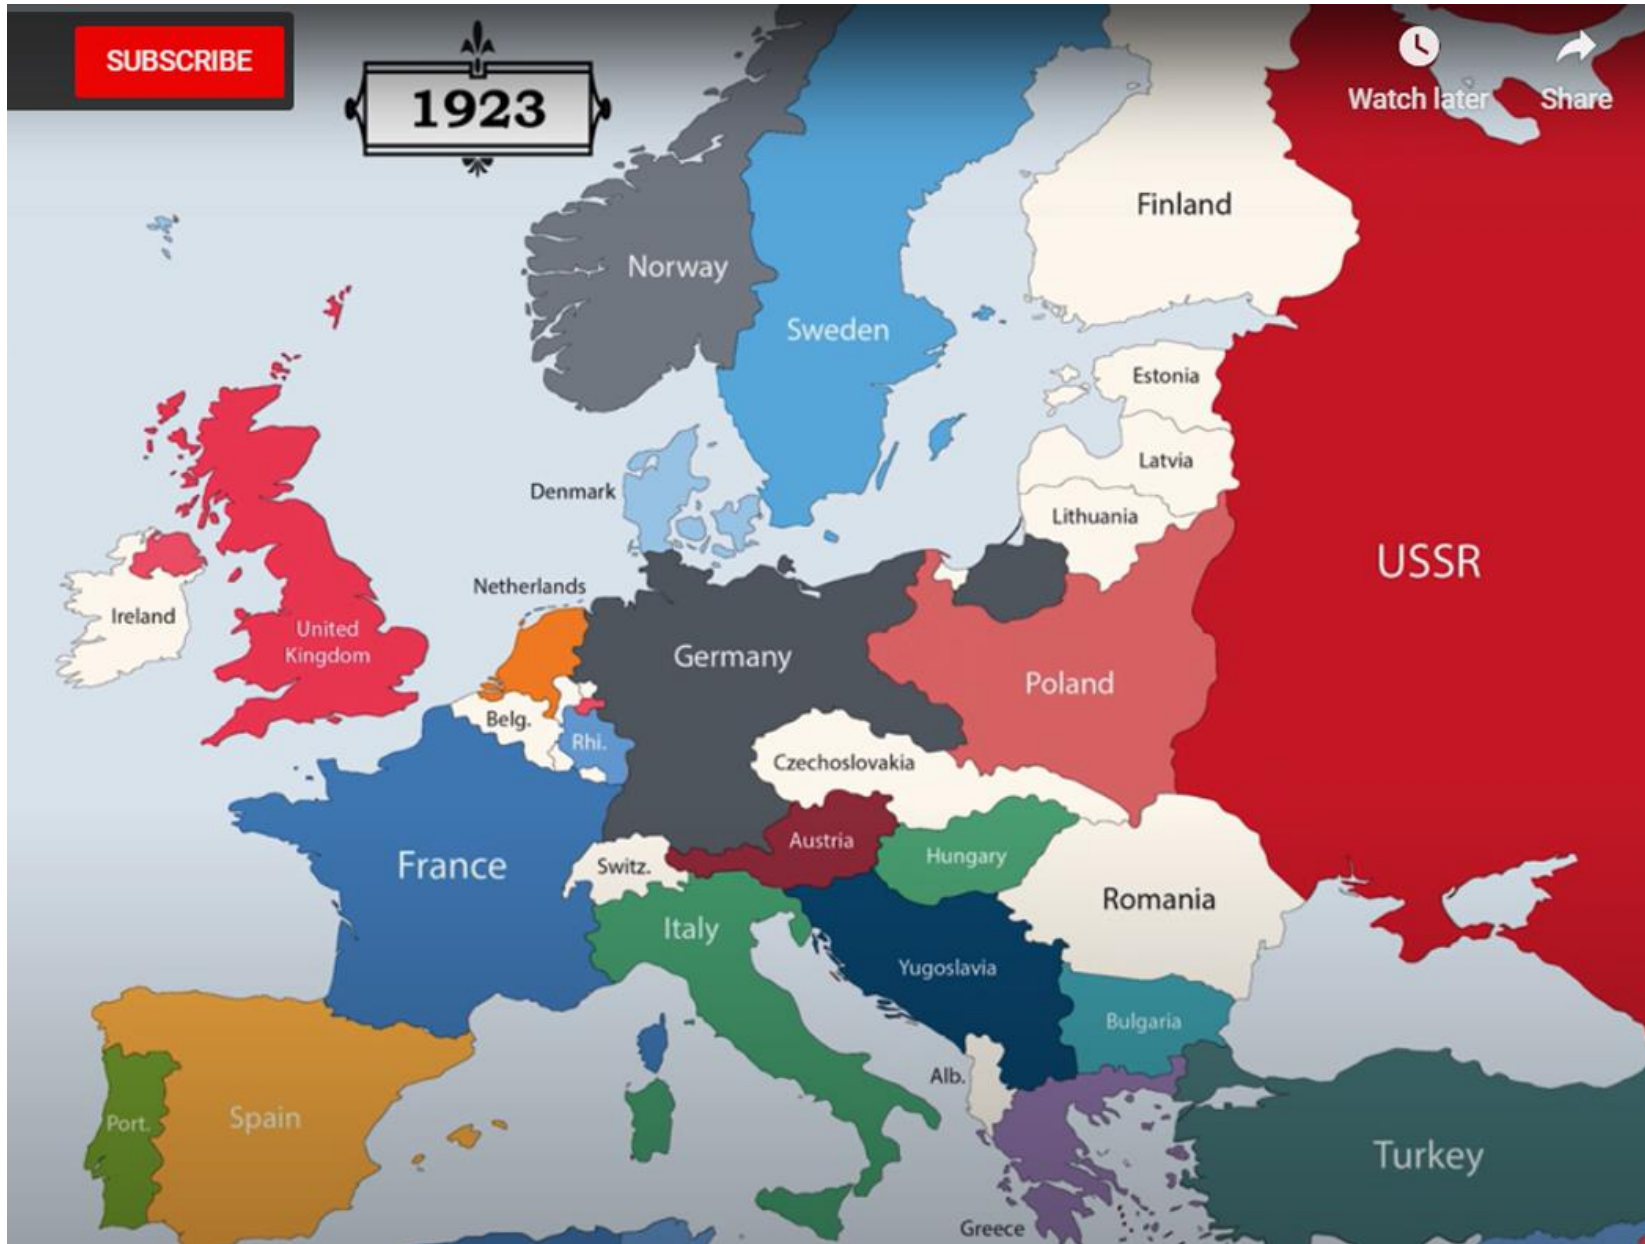 SUBSCRIBE
1923
Watch later
Share
Finland
Norway
Sweden
Estonia
Latvia
Denmark
Lithuania
USSR
Netherlands
Ireland
United
Kingdom
Germany
Poland
Belg.
Rhi.
Czechoslovakia
Austria
Hungary
France
Switz.
Romania
Italy
Yugoslavia
Bulgaria
Alb.
Port.
Spain
Turkey
Greece